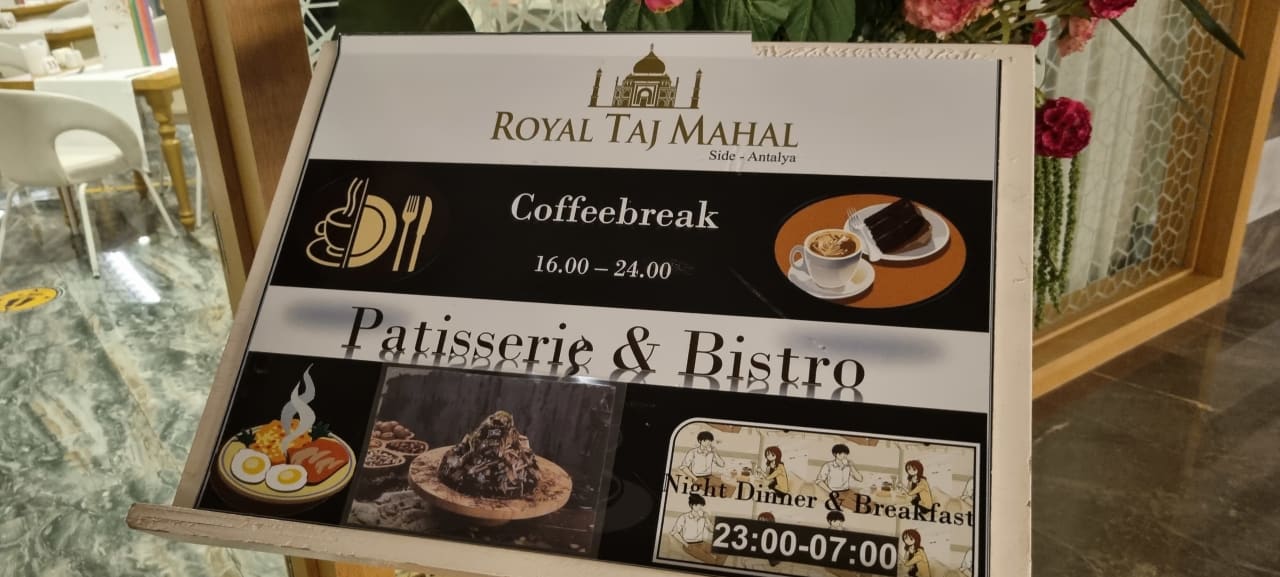 ROYAL TAJ MAHAL
Side - Antalya
Coffeebreak
16.00 – 24.00
Patisserie & Bistro
Night Dinner & Breakfast
23:00-07:00